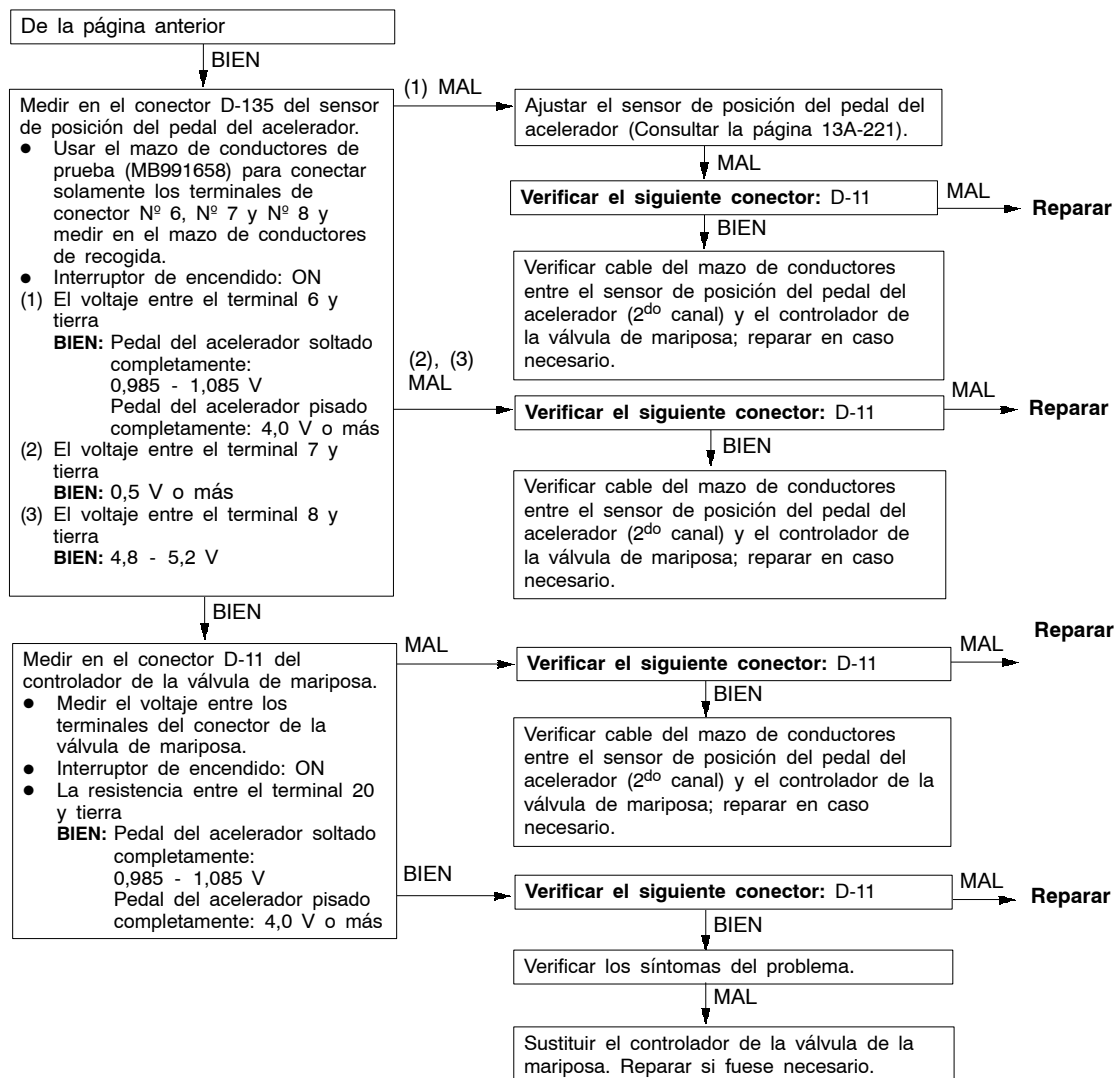 De la página anterior
BIEN
Medir en el conector D-135 del sensor
de posición del pedal del acelerador.
● Usar el mazo de conductores de
prueba (MB991658) para conectar
solamente los terminales de
conector Nº 6, Nº 7 y Nº 8 y
medir en el mazo de conductores
de recogida.
● Interruptor de encendido: ON
(1) El voltaje entre el terminal 6 y
tierra
BIEN: Pedal del acelerador soltado
completamente:
0,985 - 1,085 V
Pedal del acelerador pisado
completamente: 4,0 V o más
(2) El voltaje entre el terminal 7 y
tierra
BIEN: 0,5 V o más
(3) El voltaje entre el terminal 8 y
tierra
BIEN: 4,8 - 5,2 V
(1) MAL
Ajustar el sensor de posición del pedal del
acelerador (Consultar la página 13A-221).
MAL
Verificar el siguiente conector: D-11
MAL
Reparar
BIEN
Verificar cable del mazo de conductores
entre el sensor de posición del pedal del
acelerador (2do canal) y el controlador de
la válvula de mariposa; reparar en caso
necesario.
(2), (3)
MAL
Verificar el siguiente conector: D-11
MAL
Reparar
BIEN
Verificar cable del mazo de conductores
entre el sensor de posición del pedal del
acelerador (2do canal) y el controlador de
la válvula de mariposa; reparar en caso
necesario.
BIEN
Medir en el conector D-11 del
controlador de la válvula de mariposa.
● Medir el voltaje entre los
terminales del conector de la
válvula de mariposa.
● Interruptor de encendido: ON
● La resistencia entre el terminal 20
y tierra
BIEN: Pedal del acelerador soltado
completamente:
0,985 - 1,085 V
Pedal del acelerador pisado
completamente: 4,0 V o más
MAL
Verificar el siguiente conector: D-11
MAL
Reparar
BIEN
Verificar cable del mazo de conductores
entre el sensor de posición del pedal del
acelerador (2do canal) y el controlador de la
válvula de mariposa; reparar en caso
necesario.
BIEN
Verificar el siguiente conector: D-11
MAL
Reparar
BIEN
Verificar los síntomas del problema.
MAL
Sustituir el controlador de la válvula de la
mariposa. Reparar si fuese necesario.